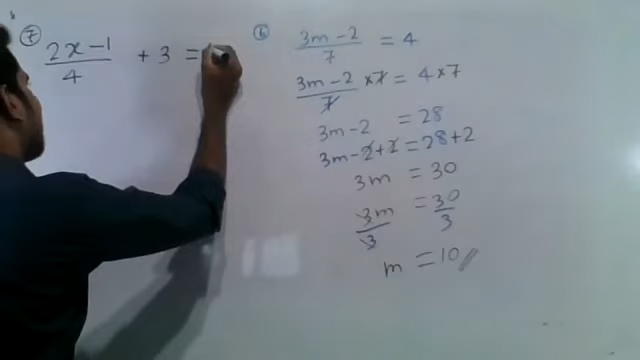 ⑦ (2x-1)/4 + 3 =
⑥ (3m-2)/7 = 4
(3m-2)/7 × 7 = 4×7
3m-2 = 28
3m-2+2 = 28+2
3m = 30
3m/3 = 30/3
m = 10 //